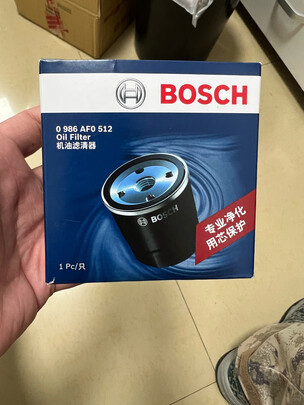 BOSCH
0 986 AF0 512
Oil Filter
机油滤清器
BOSCH
专业净化
用芯保护
1 Pc/只